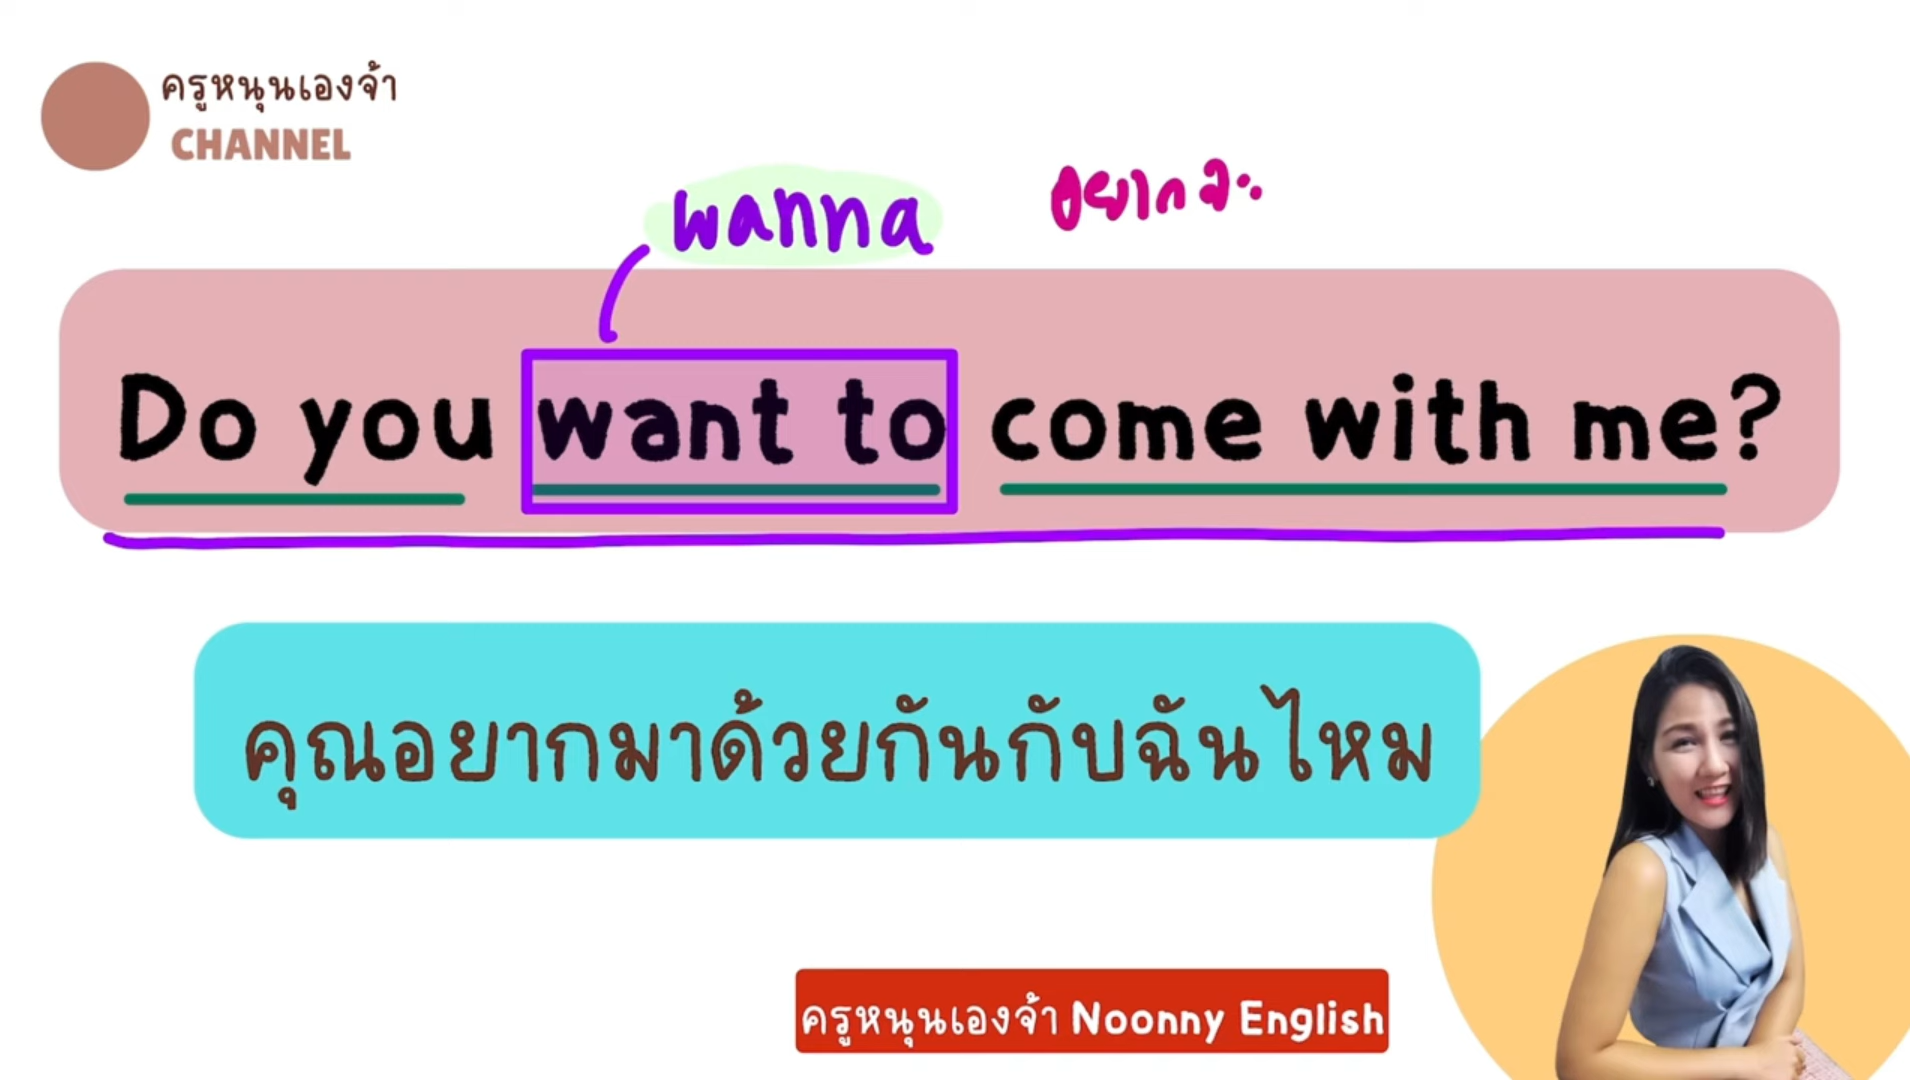 ครูหนุนเองจ้า
CHANNEL
wanna อยากจะ
Do you want to come with me?
คุณอยากมาด้วยกันกับฉันไหม
ครูหนุนเองจ้า Noonny English